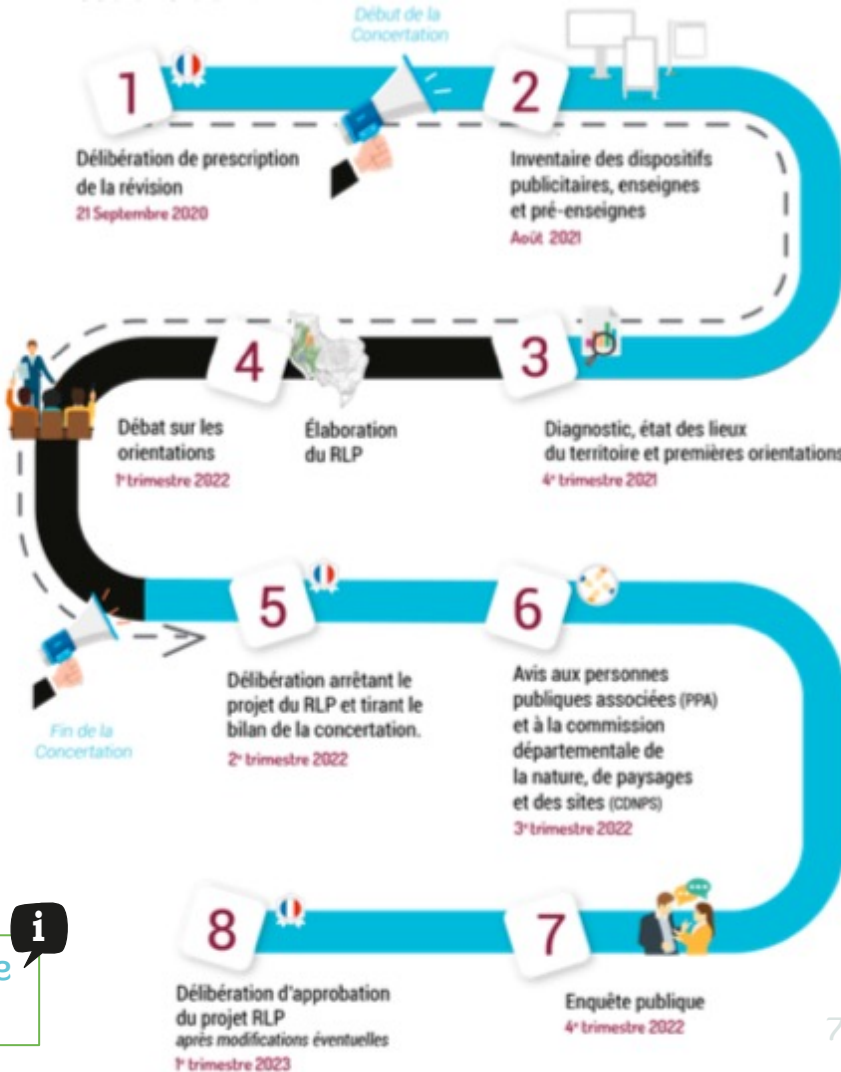 Début de la
Concertation
1
Délibération de prescription
de la révision
21 Septembre 2020
2
Inventaire des dispositifs
publicitaires, enseignes
et pré-enseignes
Août 2021
3
Diagnostic, état des lieux
du territoire et premières orientations
4e trimestre 2021
Élaboration
du RLP
4
Débat sur les
orientations
1r trimestre 2022
Fin de la
Concertation
5
Délibération arrêtant le
projet du RLP et tirant le
bilan de la concertation.
2e trimestre 2022
6
Avis aux personnes
publiques associées (PPA)
et à la commission
départementale de
la nature, de paysages
et des sites (CDNPS)
3e trimestre 2022
7
Enquête publique
4e trimestre 2022
8
Délibération d'approbation
du projet RLP
après modifications éventuelles
1r trimestre 2023
i
e
7